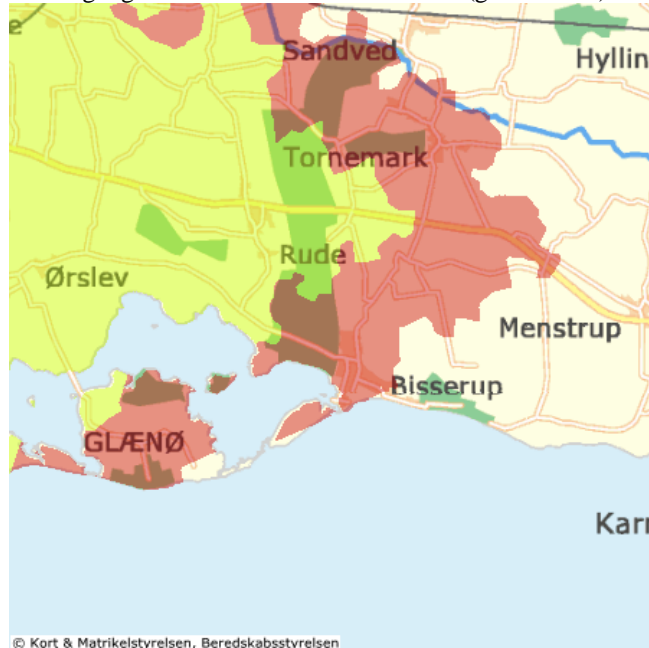 Sandved
Hyllin
Tornemark
Rude
Ørslev
Menstrup
Bisserup
GLÆNØ
Karr
© Kort & Matrikelstyrelsen, Beredskabsstyrelsen